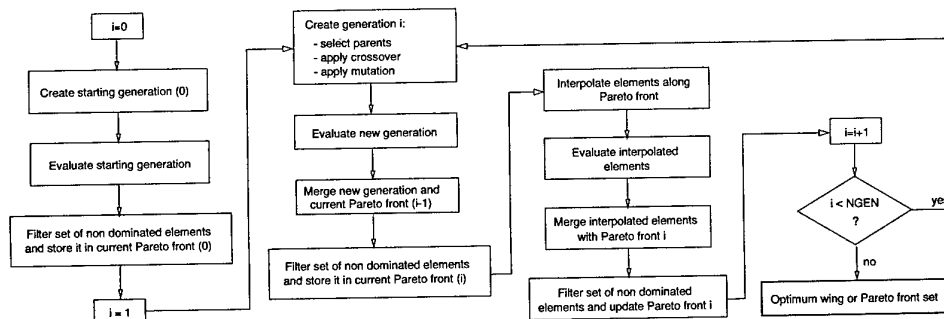 i=0
Create starting generation (0)
Evaluate starting generation
Filter set of non dominated elements
and store it in current Pareto front (0)
i = 1
Create generation i:
- select parents
- apply crossover
- apply mutation
Evaluate new generation
Merge new generation and
current Pareto front (i-1)
Filter set of non dominated elements
and store it in current Pareto front (i)
Interpolate elements along
Pareto front
Evaluate interpolated
elements
Merge interpolated elements
with Pareto front i
Filter set of non dominated
elements and update Pareto front i
i=i+1
i < NGEN
?
yes
no
Optimum wing or Pareto front set